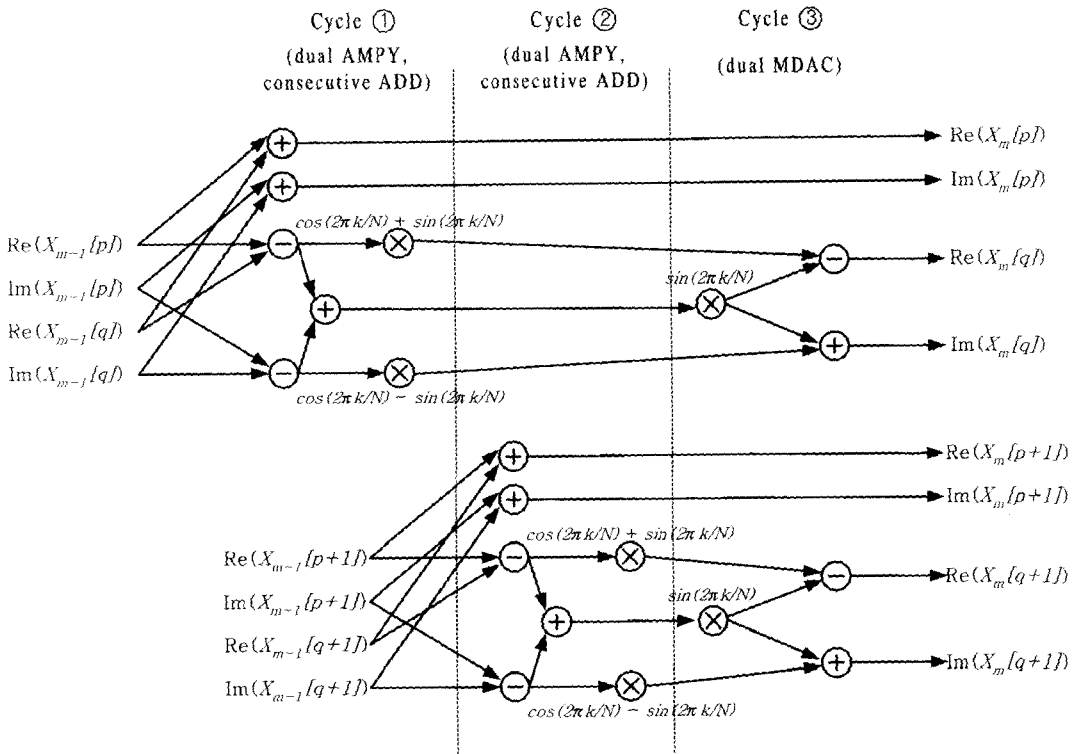 Cycle ①
(dual AMPY,
consecutive ADD)
Cycle ②
(dual AMPY,
consecutive ADD)
Cycle ③
(dual MDAC)
Re(X_m[p])
Im(X_m[p])
cos(2πk/N) + sin(2πk/N)
Re(X_{m-1}[p])
Im(X_{m-1}[p])
Re(X_{m-1}[q])
Im(X_{m-1}[q])
sin(2πk/N)
Re(X_m[q])
Im(X_m[q])
cos(2πk/N) - sin(2πk/N)
Re(X_m[p+1])
Im(X_m[p+1])
cos(2πk/N) + sin(2πk/N)
Re(X_{m-1}[p+1])
Im(X_{m-1}[p+1])
Re(X_{m-1}[q+1])
Im(X_{m-1}[q+1])
sin(2πk/N)
Re(X_m[q+1])
Im(X_m[q+1])
cos(2πk/N) - sin(2πk/N)